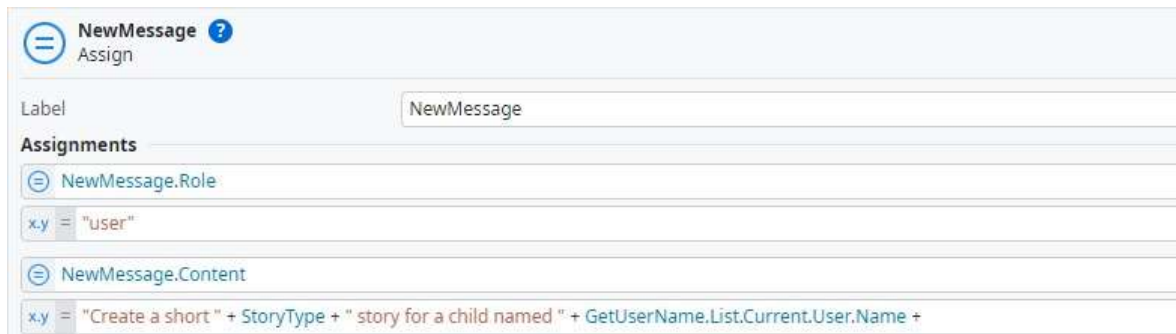 NewMessage ?
Assign
Label
NewMessage
Assignments
NewMessage.Role
x.y = "user"
NewMessage.Content
x.y = "Create a short " + StoryType + " story for a child named " + GetUserName.List.Current.User.Name +